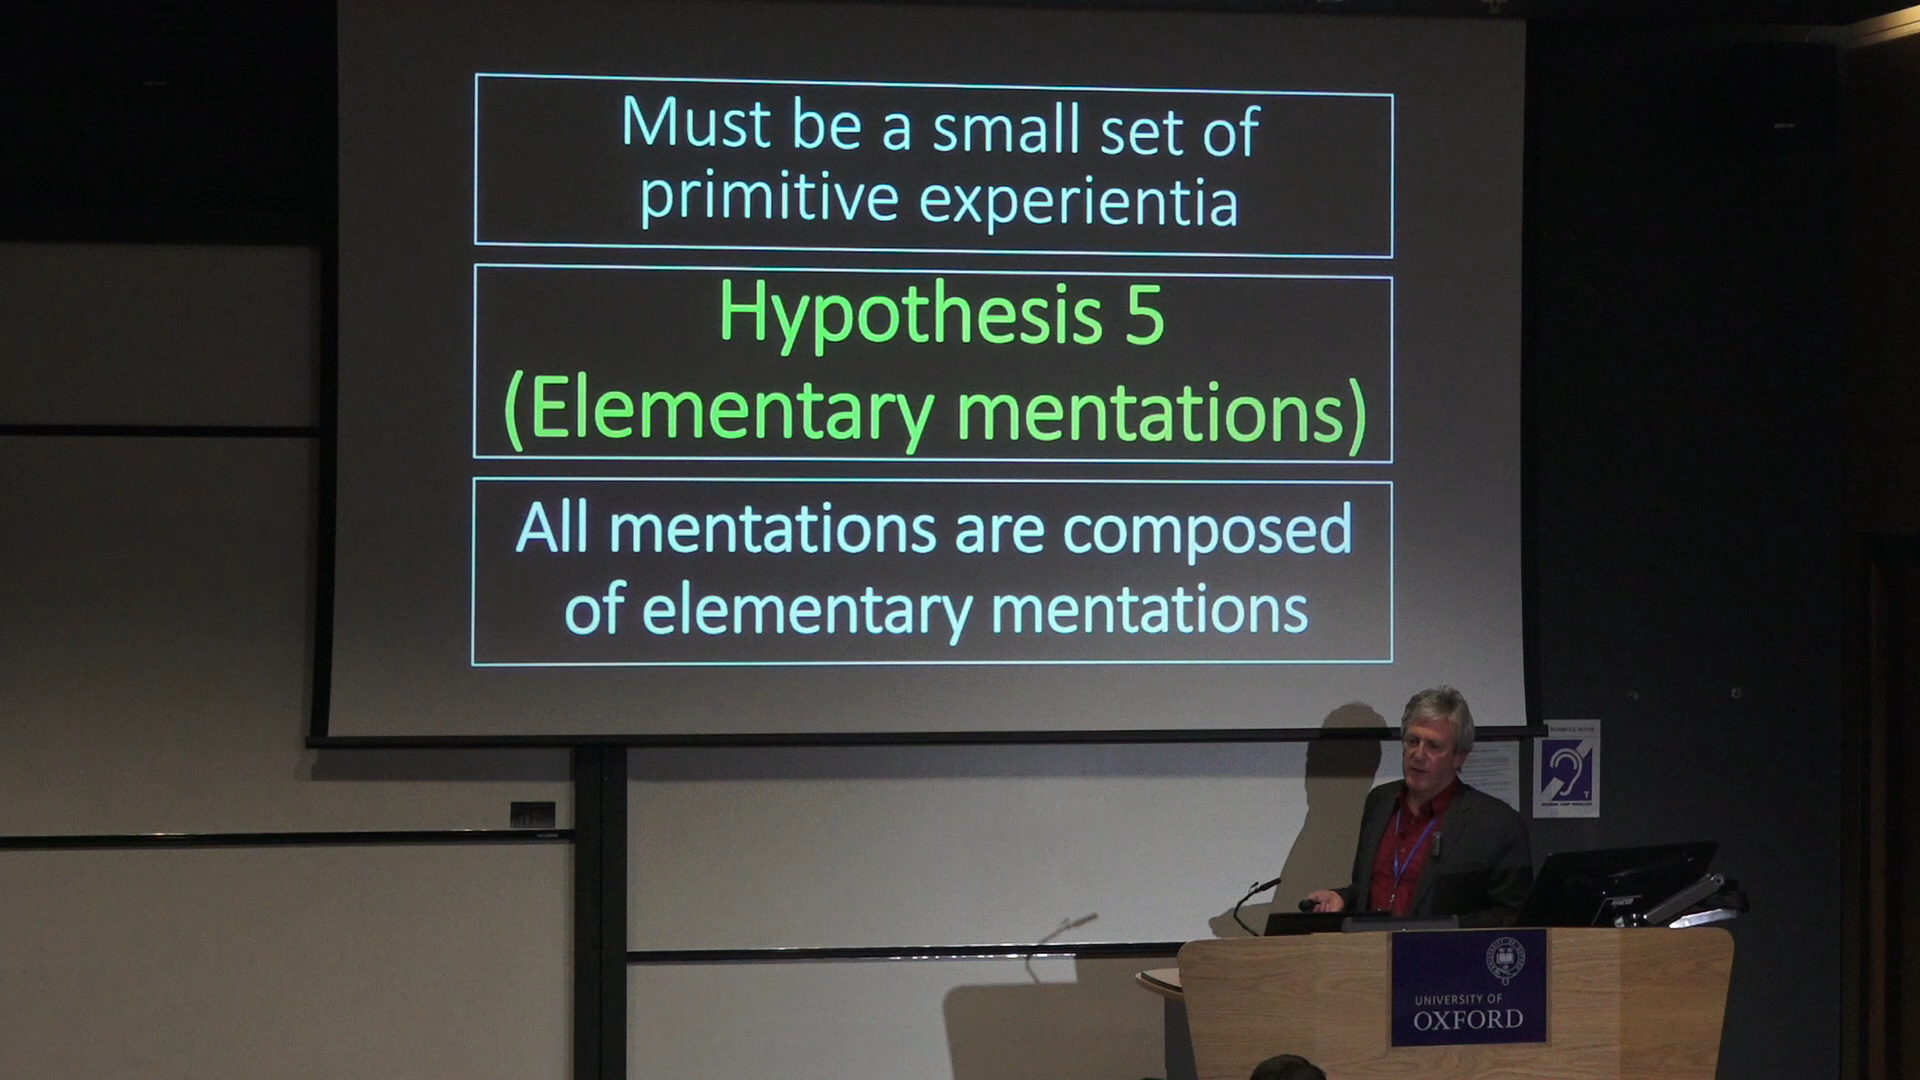 Must be a small set of
primitive experientia
Hypothesis 5
(Elementary mentations)
All mentations are composed
of elementary mentations
T
UNIVERSITY OF
OXFORD